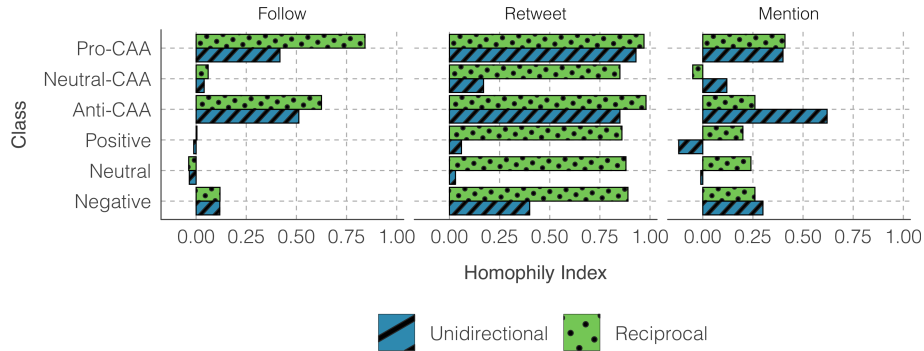 Follow Retweet Mention
Pro-CAA
Neutral-CAA
Anti-CAA
Positive
Neutral
Negative
Class
0.00 0.25 0.50 0.75 1.00 0.00 0.25 0.50 0.75 1.00 0.00 0.25 0.50 0.75 1.00
Homophily Index
Unidirectional Reciprocal